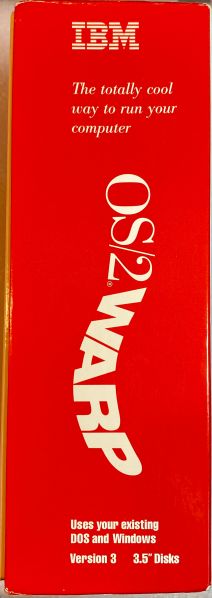 IBM
The totally cool
way to run your
computer
OS/2® WARP
Uses your existing
DOS and Windows
Version 3 3.5" Disks